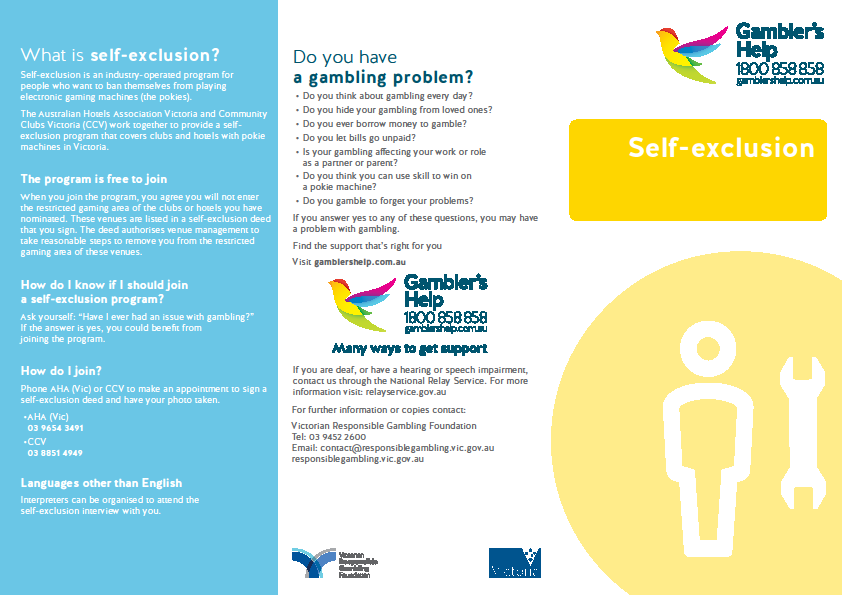 What is self-exclusion?
Self-exclusion is an industry-operated program for
people who want to ban themselves from playing
electronic gaming machines (the pokies).
The Australian Hotels Association Victoria and Community
Clubs Victoria (CCV) work together to provide a self-
exclusion program that covers clubs and hotels with pokie
machines in Victoria.
The program is free to join
When you join the program, you agree you will not enter
the restricted gaming area of the clubs or hotels you have
nominated. These venues are listed in a self-exclusion deed
that you sign. The deed authorises venue management to
take reasonable steps to remove you from the restricted
gaming area of these venues.
How do I know if I should join
a self-exclusion program?
Ask yourself: “Have I ever had an issue with gambling?”
If the answer is yes, you could benefit from
joining the program.
How do I join?
Phone AHA (Vic) or CCV to make an appointment to sign a
self-exclusion deed and have your photo taken.
•AHA (Vic)
03 9654 3491
•CCV
03 8851 4949
Languages other than English
Interpreters can be organised to attend the
self-exclusion interview with you.
Do you have
a gambling problem?
• Do you think about gambling every day?
• Do you hide your gambling from loved ones?
• Do you ever borrow money to gamble?
• Do you let bills go unpaid?
• Is your gambling affecting your work or role
as a partner or parent?
• Do you think you can use skill to win on
a pokie machine?
• Do you gamble to forget your problems?
If you answer yes to any of these questions, you may have
a problem with gambling.
Find the support that's right for you
Visit gamblershelp.com.au
Gambler's
Help
1800 858 858
gamblershelp.com.au
Many ways to get support
If you are deaf, or have a hearing or speech impairment,
contact us through the National Relay Service. For more
information visit: relayservice.gov.au
For further information or copies contact:
Victorian Responsible Gambling Foundation
Tel: 03 9452 2600
Email: contact@responsiblegambling.vic.gov.au
responsiblegambling.vic.gov.au
Victorian
Responsible
Gambling
Foundation
Victoria
Gambler's
Help
1800 858 858
gamblershelp.com.au
Self-exclusion